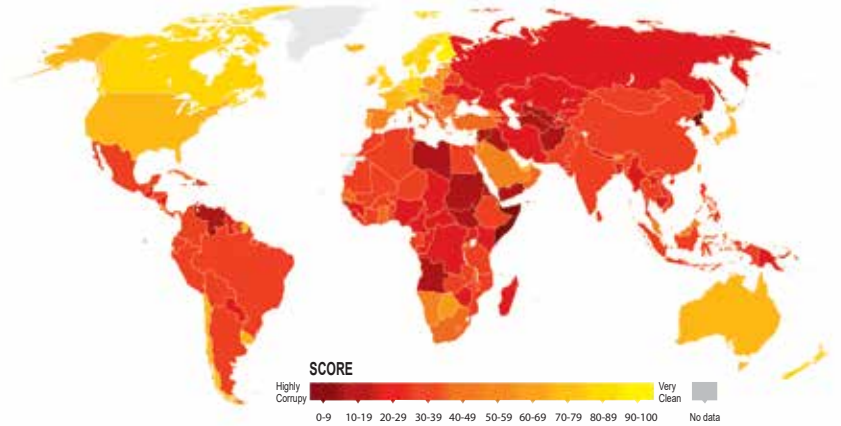 SCORE
Highly
Corrupy
Very
Clean
0-9 10-19 20-29 30-39 40-49 50-59 60-69 70-79 80-89 90-100 No data